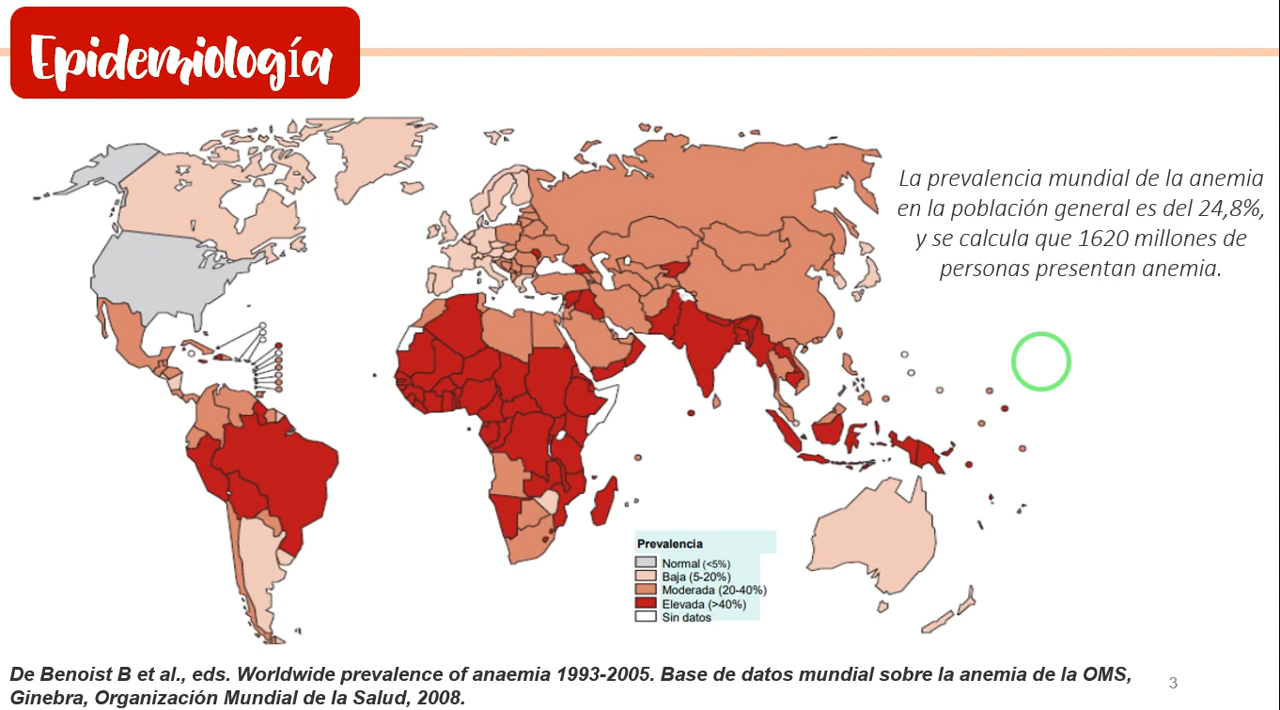 Epidemiología
La prevalencia mundial de la anemia
en la población general es del 24,8%,
y se calcula que 1620 millones de
personas presentan anemia.
Prevalencia
Normal (<5%)
Baja (5-20%)
Moderada (20-40%)
Elevada (>40%)
Sin datos
De Benoist B et al., eds. Worldwide prevalence of anaemia 1993-2005. Base de datos mundial sobre la anemia de la OMS,
Ginebra, Organización Mundial de la Salud, 2008.
3